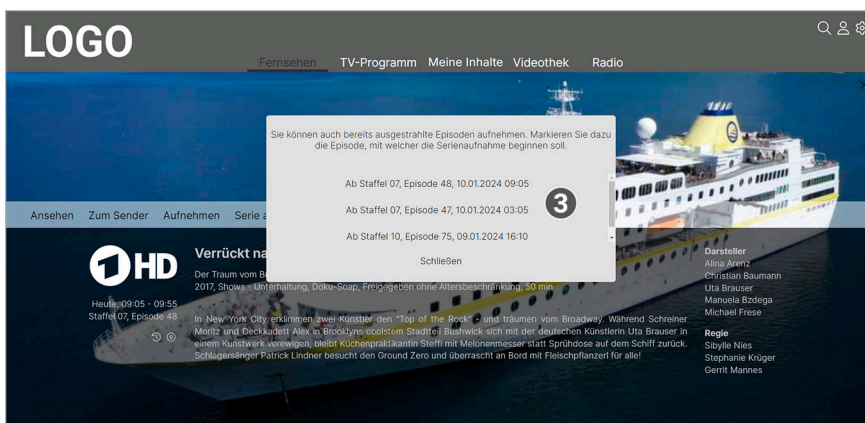 LOGO
Fernsehen TV-Programm Meine Inhalte Videothek Radio
Sie können auch bereits ausgestrahlte Episoden aufnehmen. Markieren Sie dazu
die Episode, mit welcher die Serienaufnahme beginnen soll.
Ab Staffel 07, Episode 48, 10.01.2024 09:05
Ab Staffel 07, Episode 47, 10.01.2024 03:05
3
Ab Staffel 10, Episode 75, 09.01.2024 16:10
Schließen
Ansehen Zum Sender Aufnehmen Serie a
1 HD
Heute, 09:05 - 09:55
Staffel 07, Episode 48
Verrückt na
Der Traum vom B
2017, Shows - Unterhaltung, Doku-Soap, Freigegeben ohne Altersbeschränkung, 50 min
In New York City erklimmen zwei Künstler den "Top of the Rock" - und träumen vom Broadway. Während Schreiner
Moritz und Deckkadett Alex in Brooklyns coolstem Stadtteil Bushwick sich mit der deutschen Künstlerin Uta Brauser in
einem Kunstwerk verewigen, bleibt Küchenpraktikantin Steffi mit Melonenmesser statt Sprühdose auf dem Schiff zurück.
Schlagersänger Patrick Lindner besucht den Ground Zero und überrascht an Bord mit Fleischpflanzerl für alle!
Darsteller
Alina Arenz
Christian Baumann
Uta Brauser
Manuela Bzdega
Michael Frese
Regie
Sibylle Nies
Stephanie Krüger
Gerrit Mannes